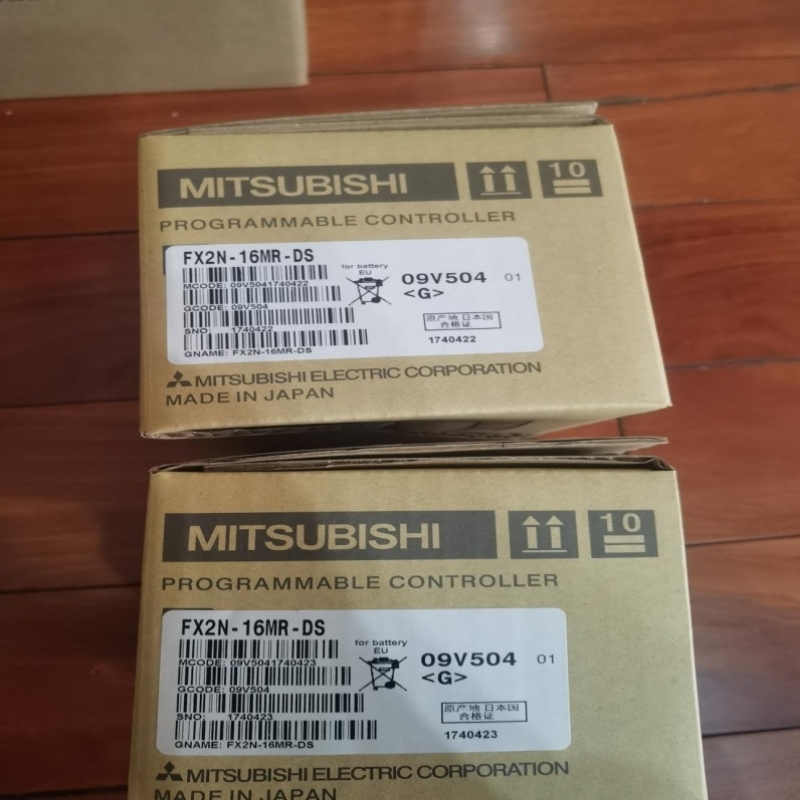 MITSUBISHI
10
PROGRAMMABLE CONTROLLER
FX2N-16MR-DS
for battery
EU
MCODE: 09V5041740422
09V504 01
GCODE: 09V504
<G>
原产地 日本国
合格证
SNO: 1740422
1740422
GNAME: FX2N-16MR-DS
MITSUBISHI ELECTRIC CORPORATION
MADE IN JAPAN
MITSUBISHI
10
PROGRAMMABLE CONTROLLER
FX2N-16MR-DS
for battery
EU
MCODE: 09V5041740423
09V504 01
GCODE: 09V504
<G>
原产地 日本国
合格证
SNO: 1740423
1740423
GNAME: FX2N-16MR-DS
MITSUBISHI ELECTRIC CORPORATION
MADE IN JAPAN